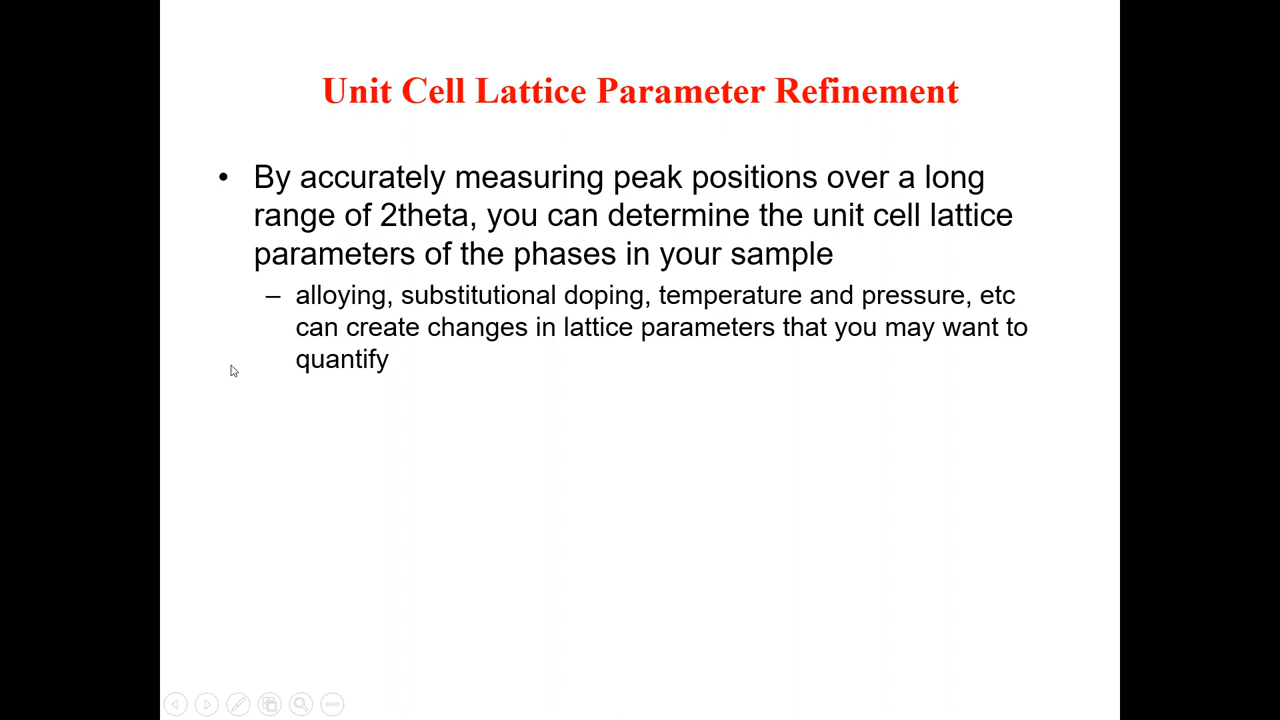 Unit Cell Lattice Parameter Refinement
• By accurately measuring peak positions over a long
range of 2theta, you can determine the unit cell lattice
parameters of the phases in your sample
– alloying, substitutional doping, temperature and pressure, etc
can create changes in lattice parameters that you may want to
quantify